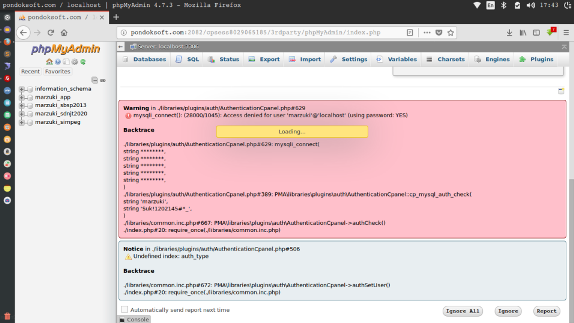 pondoksoft.com / localhost | phpMyAdmin 4.7.3 - Mozilla Firefox
17:43
pondoksoft.com / l
pondoksoft.com:2082/cpsess8029865185/3rdparty/phpMyAdmin/index.php
phpMyAdmin
Recent Favorites
information_schema
marzuki_app
marzuki_sbsp2013
marzuki_sdnjt2020
marzuki_simpeg
Server: localhost:3306
Databases SQL Status Export Import Settings Variables Charsets Engines Plugins
Warning in ./libraries/plugins/auth/AuthenticationCpanel.php#629
mysqli_connect(): (28000/1045): Access denied for user 'marzuki'@'localhost' (using password: YES)
Backtrace
Loading...
./libraries/plugins/auth/AuthenticationCpanel.php#629: mysqli_connect(
string ********,
string ********,
string ********,
string ********,
string ********,
)
./libraries/plugins/auth/AuthenticationCpanel.php#389: PMA\libraries\plugins\auth\AuthenticationCpanel::cp_mysql_auth_check(
string 'marzuki',
)
./libraries/common.inc.php#667: PMA\libraries\plugins\auth\AuthenticationCpanel->authCheck()
./index.php#20: require_once(./libraries/common.inc.php)
Notice in ./libraries/plugins/auth/AuthenticationCpanel.php#506
Undefined index: auth_type
Backtrace
./libraries/common.inc.php#672: PMA\libraries\plugins\auth\AuthenticationCpanel->authSetUser()
./index.php#20: require_once(./libraries/common.inc.php)
Automatically send report next time
Ignore All Ignore Report
Console